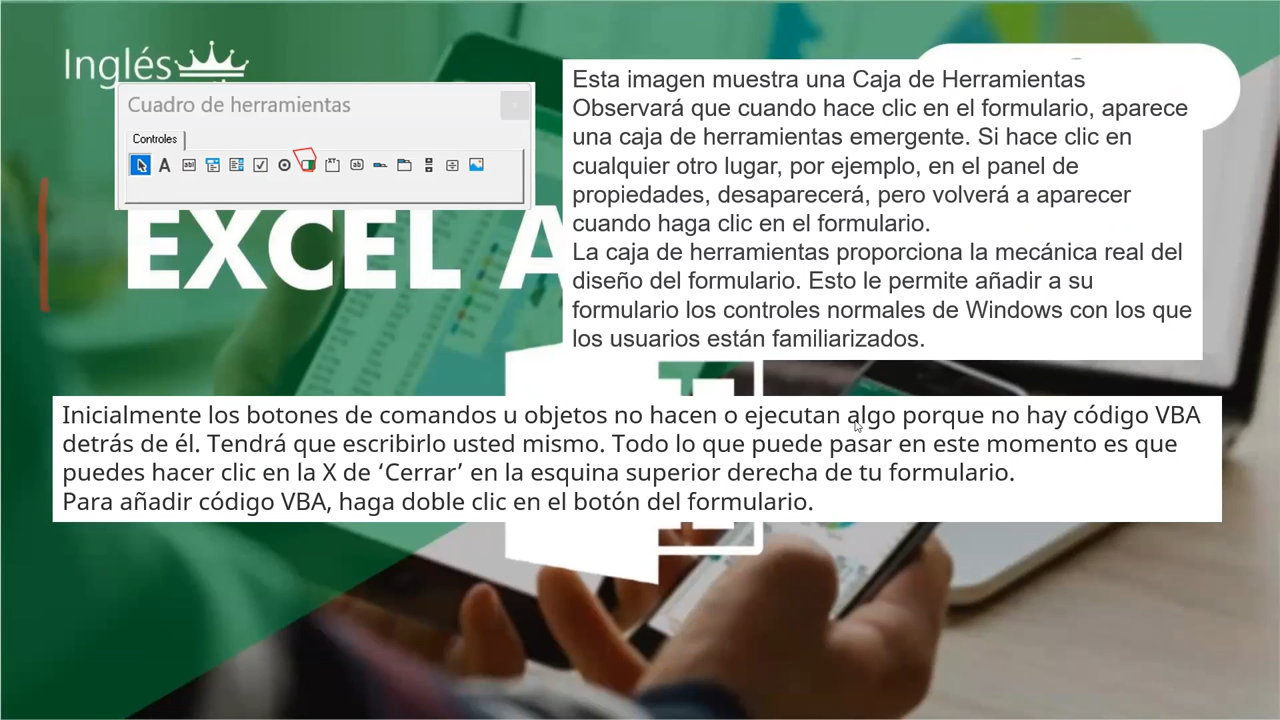 Inglés
Cuadro de herramientas
Controles
Esta imagen muestra una Caja de Herramientas
Observará que cuando hace clic en el formulario, aparece
una caja de herramientas emergente. Si hace clic en
cualquier otro lugar, por ejemplo, en el panel de
propiedades, desaparecerá, pero volverá a aparecer
cuando haga clic en el formulario.
La caja de herramientas proporciona la mecánica real del
diseño del formulario. Esto le permite añadir a su
formulario los controles normales de Windows con los que
los usuarios están familiarizados.
EXCEL A
Inicialmente los botones de comandos u objetos no hacen o ejecutan algo porque no hay código VBA
detrás de él. Tendrá que escribirlo usted mismo. Todo lo que puede pasar en este momento es que
puedes hacer clic en la X de ‘Cerrar’ en la esquina superior derecha de tu formulario.
Para añadir código VBA, haga doble clic en el botón del formulario.